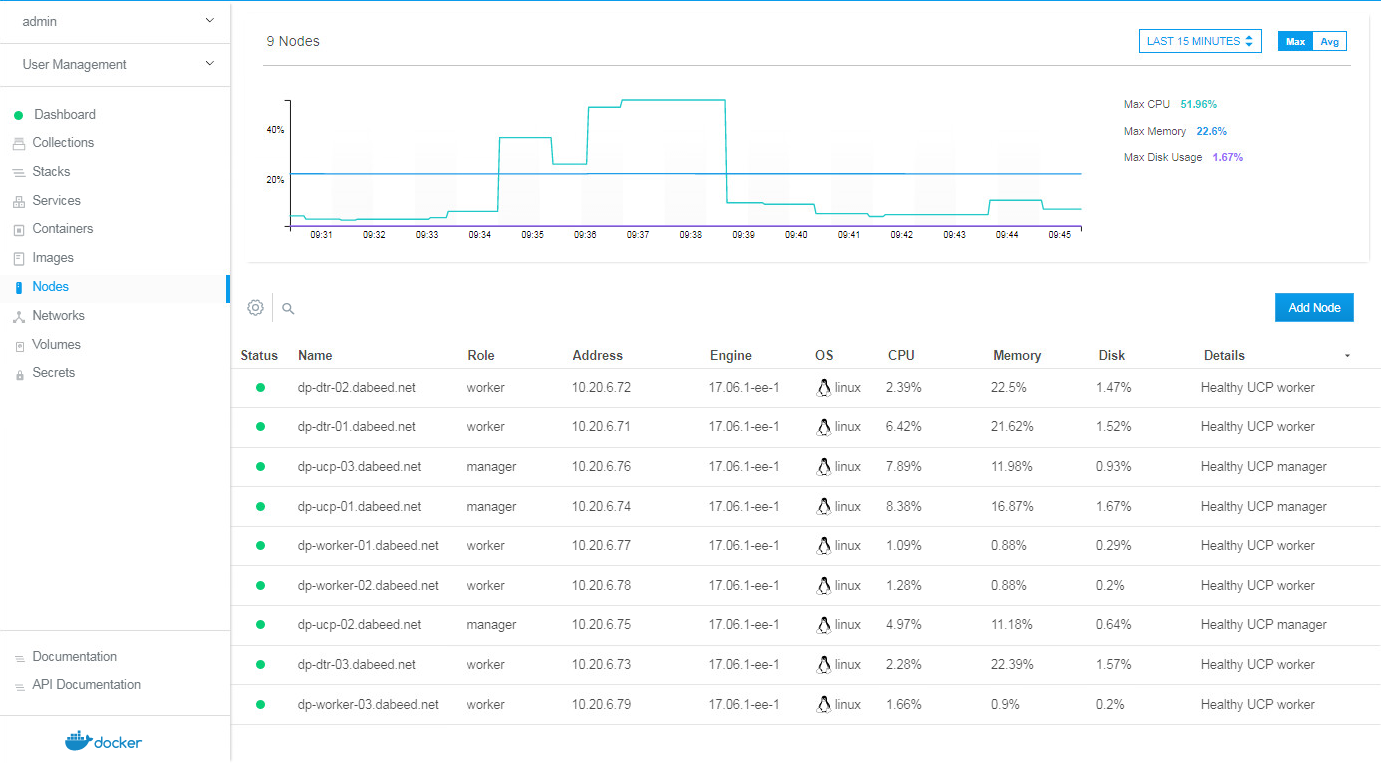 admin
User Management
Dashboard
Collections
Stacks
Services
Containers
Images
Nodes
Networks
Volumes
Secrets
Documentation
API Documentation
docker
9 Nodes
LAST 15 MINUTES
Max Avg
40%
20%
09:31 09:32 09:33 09:34 09:35 09:36 09:37 09:38 09:39 09:40 09:41 09:42 09:43 09:44 09:45
Max CPU 51.96%
Max Memory 22.6%
Max Disk Usage 1.67%
Add Node
Status Name Role Address Engine OS CPU Memory Disk Details
dp-dtr-02.dabeed.net worker 10.20.6.72 17.06.1-ee-1 linux 2.39% 22.5% 1.47% Healthy UCP worker
dp-dtr-01.dabeed.net worker 10.20.6.71 17.06.1-ee-1 linux 6.42% 21.62% 1.52% Healthy UCP worker
dp-ucp-03.dabeed.net manager 10.20.6.76 17.06.1-ee-1 linux 7.89% 11.98% 0.93% Healthy UCP manager
dp-ucp-01.dabeed.net manager 10.20.6.74 17.06.1-ee-1 linux 8.38% 16.87% 1.67% Healthy UCP manager
dp-worker-01.dabeed.net worker 10.20.6.77 17.06.1-ee-1 linux 1.09% 0.88% 0.29% Healthy UCP worker
dp-worker-02.dabeed.net worker 10.20.6.78 17.06.1-ee-1 linux 1.28% 0.88% 0.2% Healthy UCP worker
dp-ucp-02.dabeed.net manager 10.20.6.75 17.06.1-ee-1 linux 4.97% 11.18% 0.64% Healthy UCP manager
dp-dtr-03.dabeed.net worker 10.20.6.73 17.06.1-ee-1 linux 2.28% 22.39% 1.57% Healthy UCP worker
dp-worker-03.dabeed.net worker 10.20.6.79 17.06.1-ee-1 linux 1.66% 0.9% 0.2% Healthy UCP worker